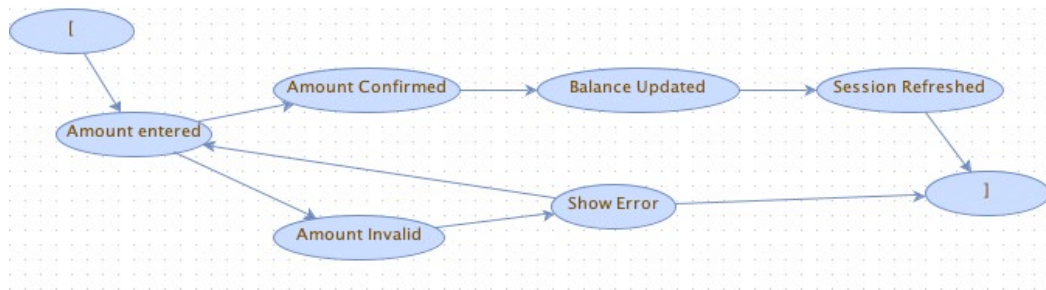 [
Amount Confirmed
Balance Updated
Session Refreshed
Amount entered
]
Show Error
Amount Invalid